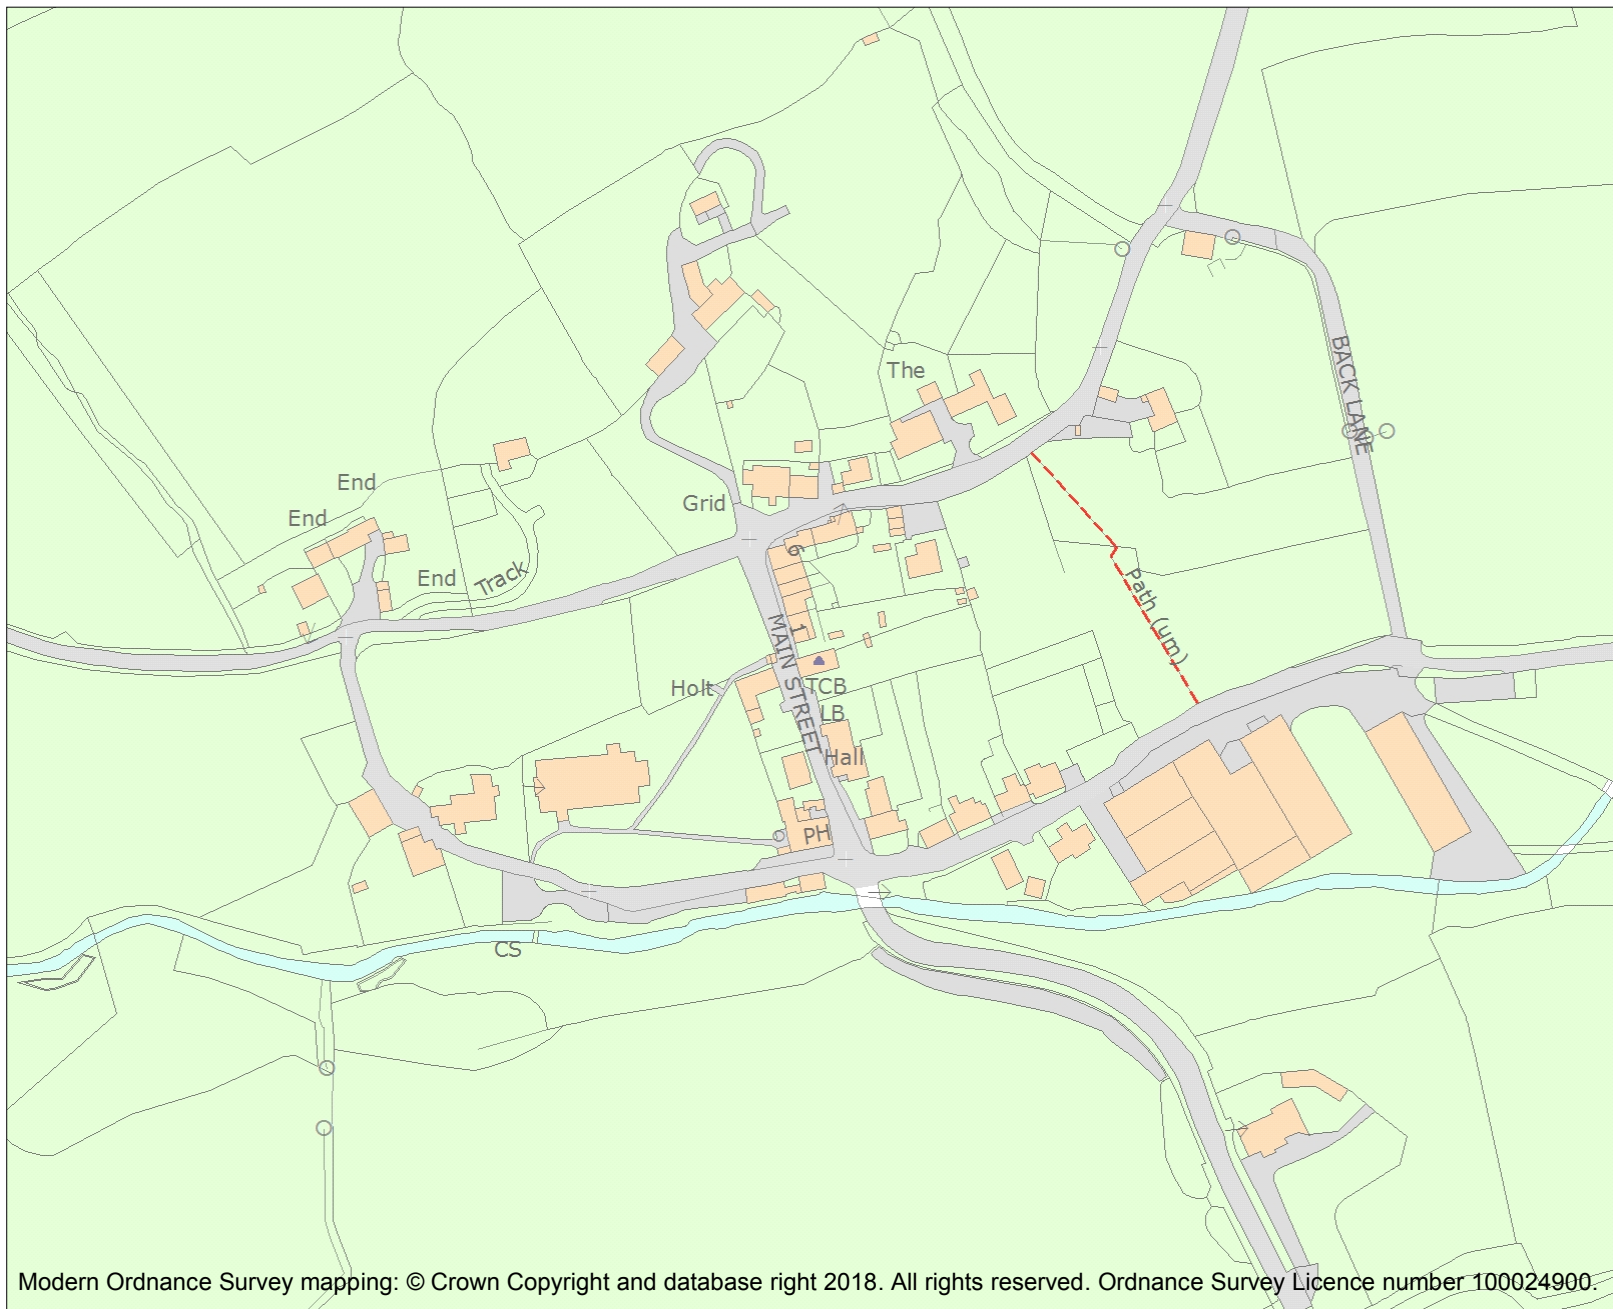 The
BACK LANE
End
Grid
End
6
End
Track
Path (um)
1
MAIN STREET
Holt
TCB
LB
Hall
PH
CS
Modern Ordnance Survey mapping: © Crown Copyright and database right 2018. All rights reserved. Ordnance Survey Licence number 100024900.